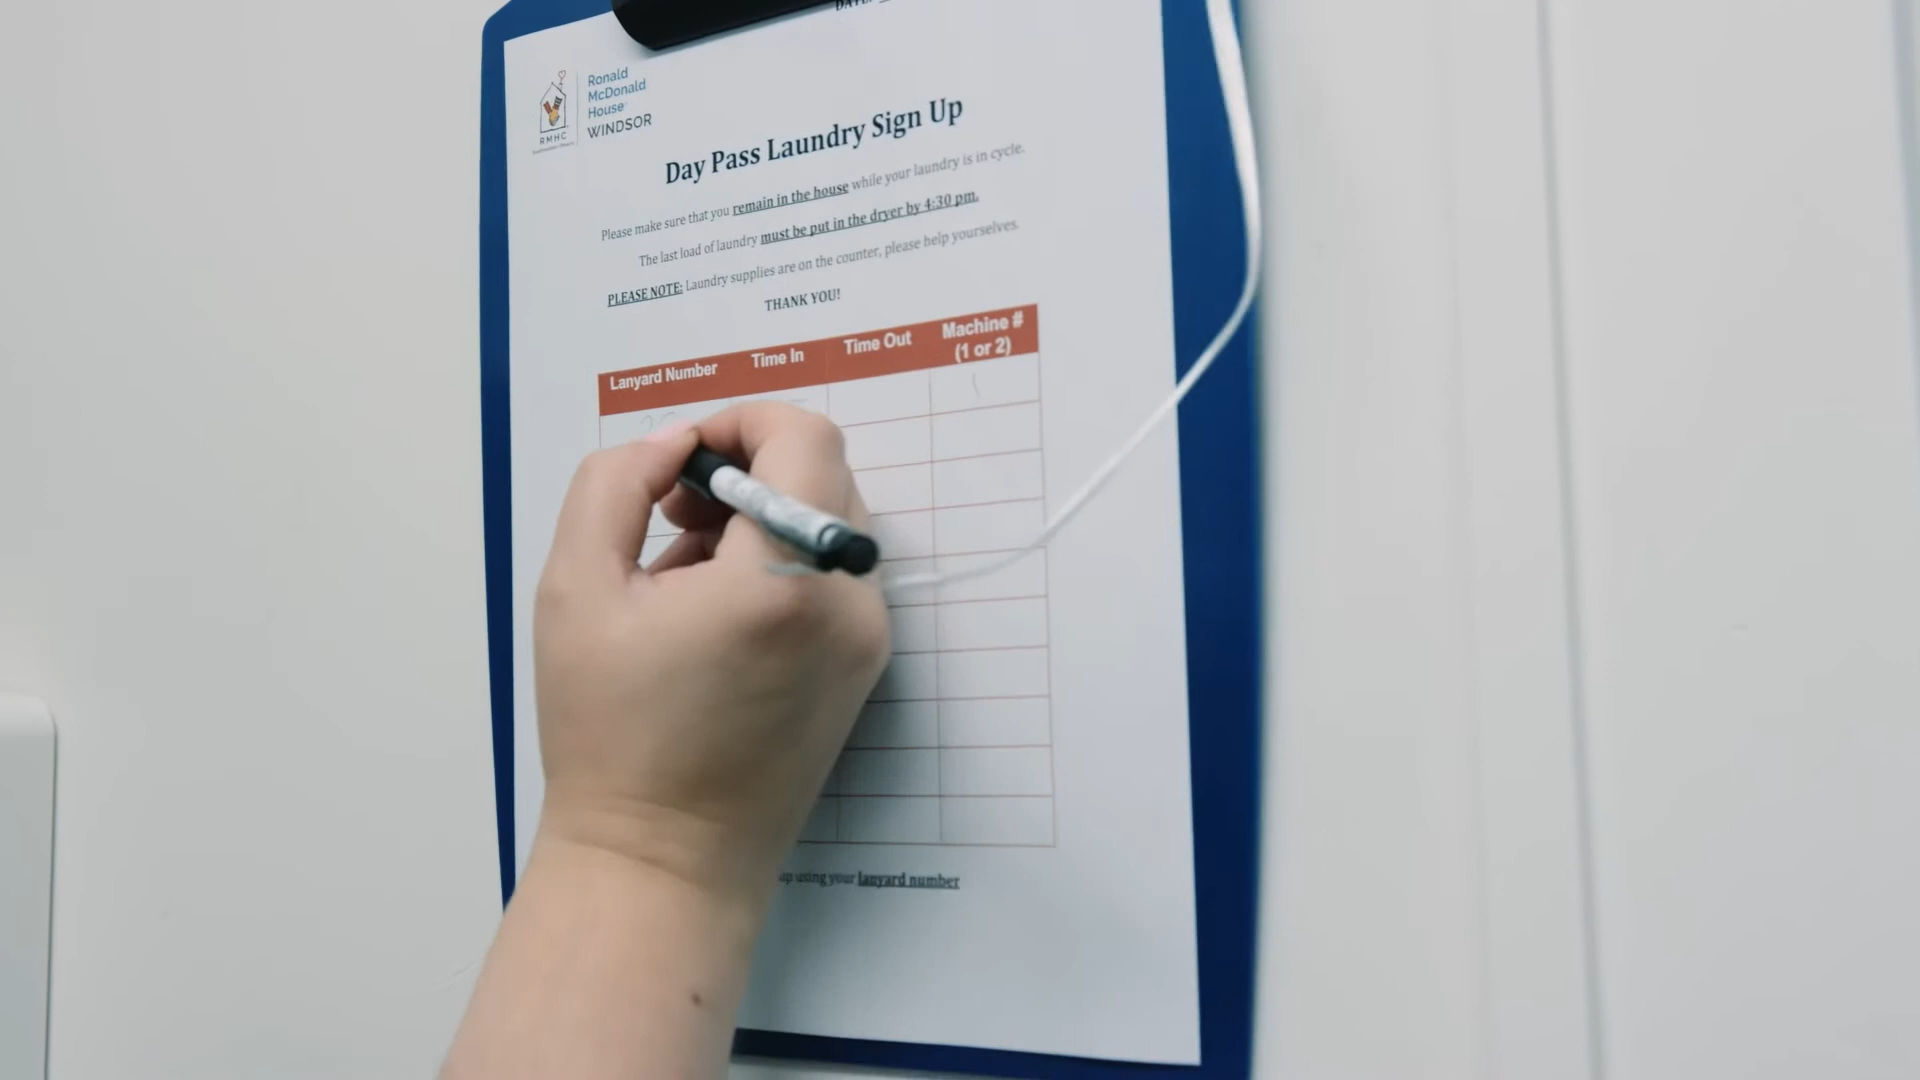 DATE:
Ronald
McDonald
House
WINDSOR
RMHC
Day Pass Laundry Sign Up
Please make sure that you remain in the house while your laundry is in cycle.
The last load of laundry must be put in the dryer by 4:30 pm.
PLEASE NOTE: Laundry supplies are on the counter, please help yourselves.
THANK YOU!
Lanyard Number Time In Time Out Machine # (1 or 2)
using your lanyard number